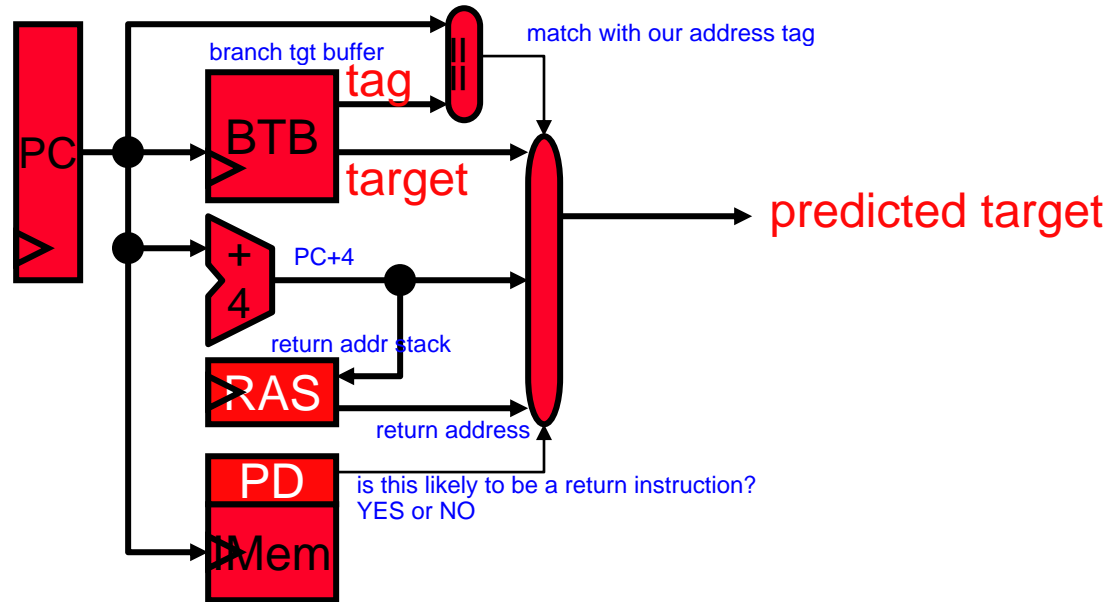 match with our address tag
branch tgt buffer
tag
==
PC
BTB
target
predicted target
+
4
PC+4
return addr stack
RAS
return address
PD
is this likely to be a return instruction?
YES or NO
IMem